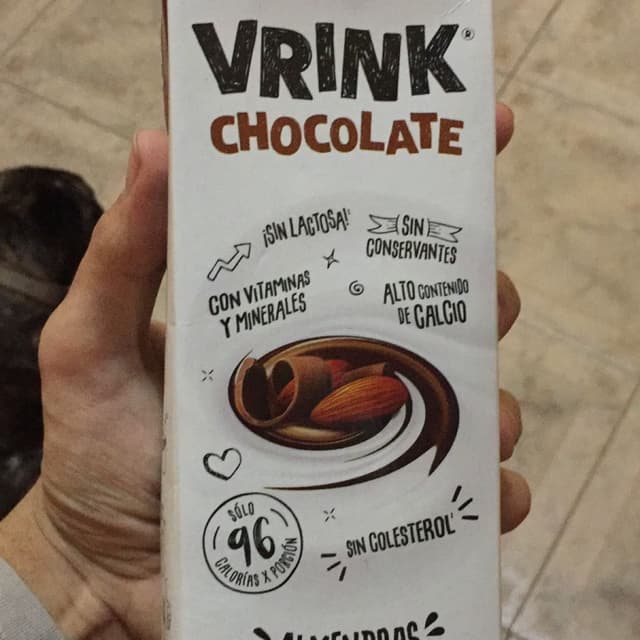 VRINK®
CHOCOLATE
¡SIN LACTOSA!
SIN
CONSERVANTES
CON VITAMINAS
Y MINERALES
ALTO CONTENIDO
DE CALCIO
SÓLO
96
CALORÍAS X PORCIÓN
SIN COLESTEROL
ALMENDRAS